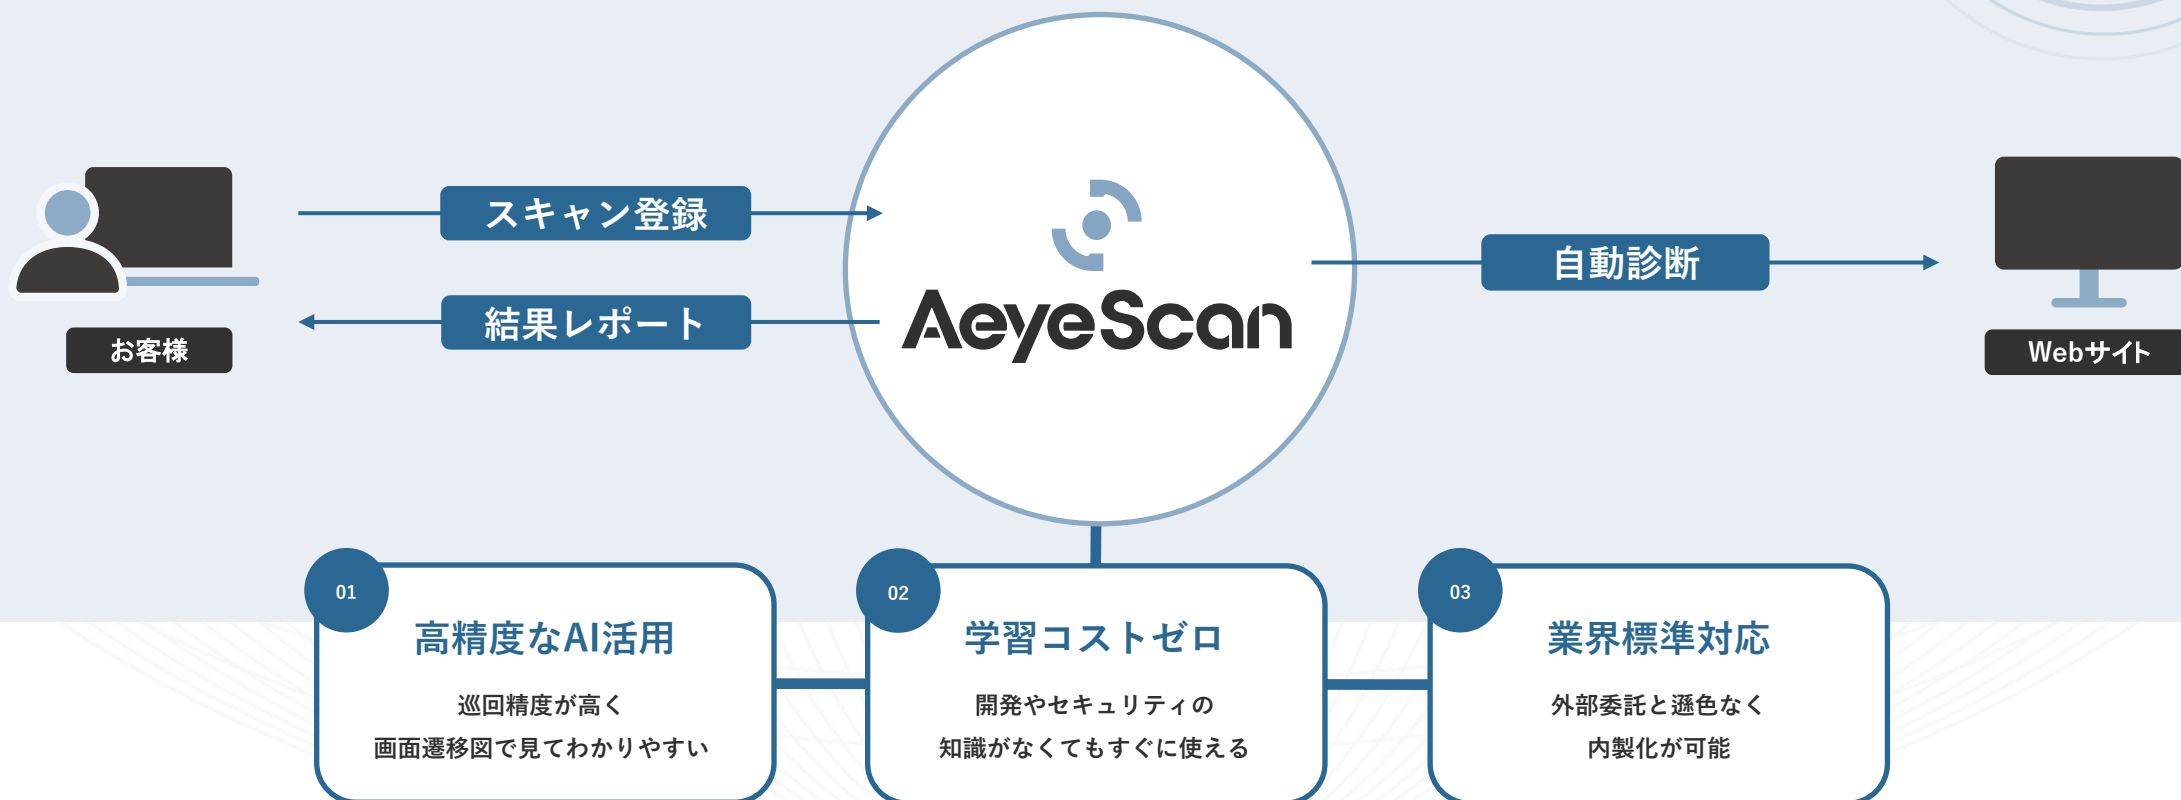 スキャン登録
結果レポート
お客様
AeyeScan
自動診断
Webサイト
01
高精度なAI活用
巡回精度が高く
画面遷移図で見てわかりやすい
02
学習コストゼロ
開発やセキュリティの
知識がなくてもすぐに使える
03
業界標準対応
外部委託と遜色なく
内製化が可能